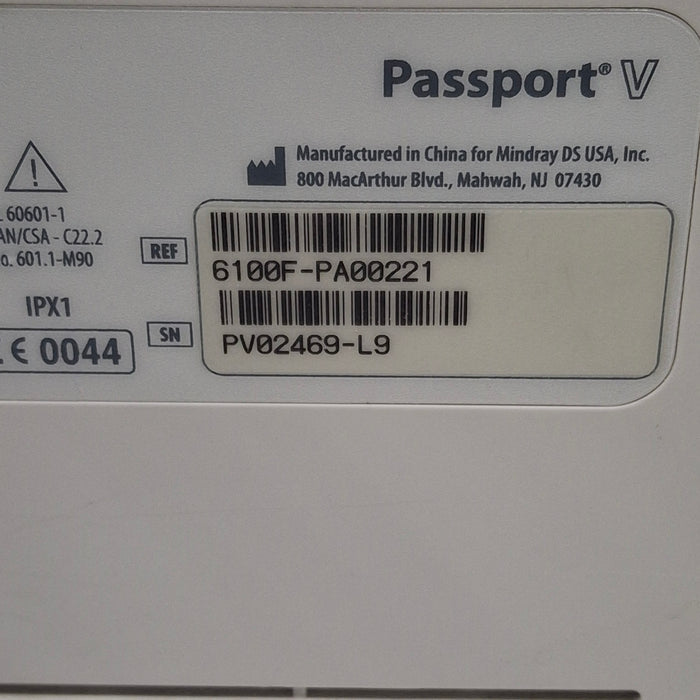 Passport® V
Manufactured in China for Mindray DS USA, Inc.
800 MacArthur Blvd., Mahwah, NJ 07430
!
60601-1
AN/CSA - C22.2
o. 601.1-M90
REF
6100F-PA00221
IPX1
SN
PV02469-L9
CE 0044